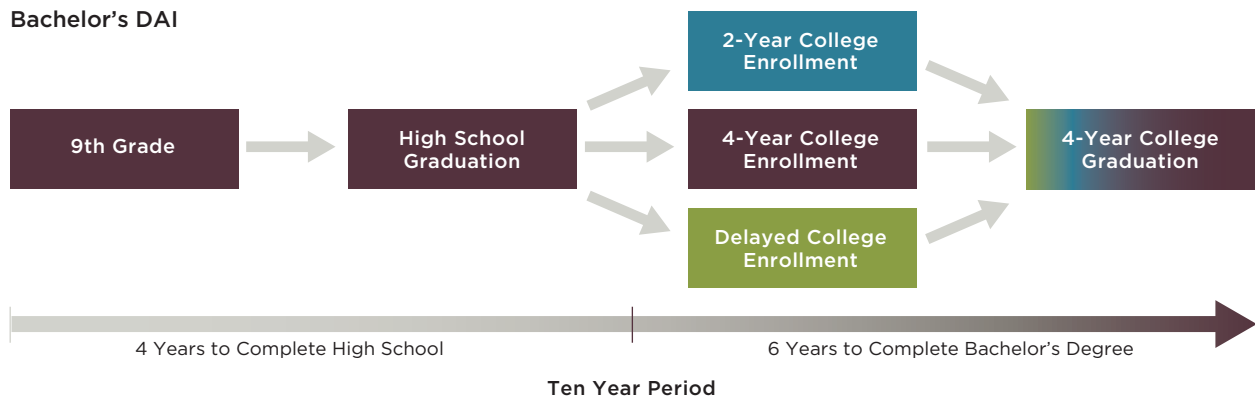 Bachelor's DAI
2-Year College
Enrollment
9th Grade
High School
Graduation
4-Year College
Enrollment
4-Year College
Graduation
Delayed College
Enrollment
4 Years to Complete High School
6 Years to Complete Bachelor's Degree
Ten Year Period